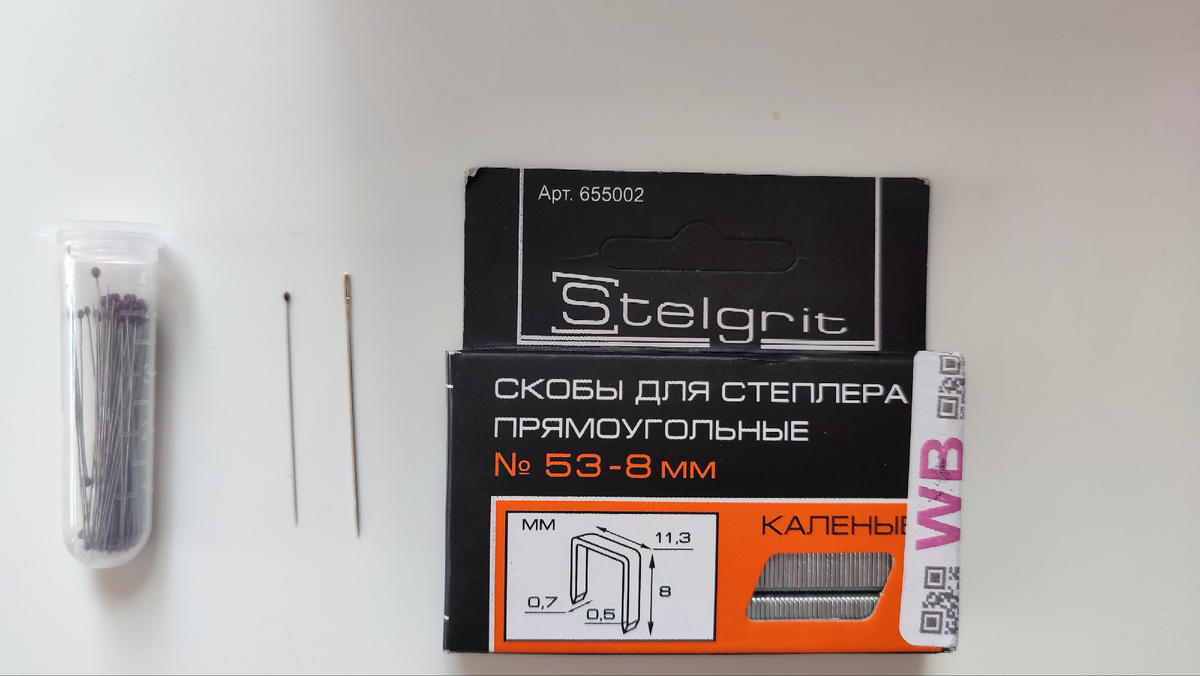 Арт. 655002
Stelgrit
СКОБЫ ДЛЯ СТЕПЛЕРА
ПРЯМОУГОЛЬНЫЕ
№ 53-8 мм
WB
мм
11,3
8
0,7
0,5
КАЛЕНЫЕ